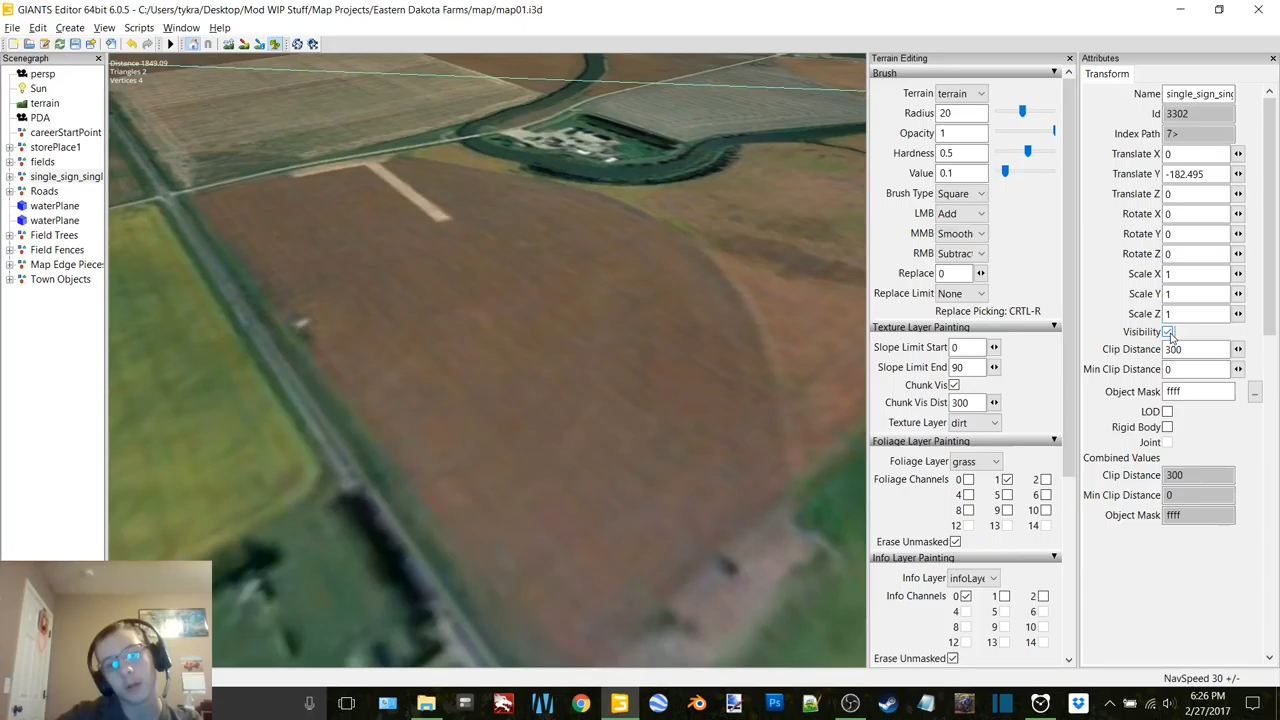 GIANTS Editor 64bit 6.0.5 - C:/Users/tykra/Desktop/Mod WIP Stuff/Map Projects/Eastern Dakota Farms/map/map01.i3d
File Edit Create Scripts Window Help
Scenegraph
persp
Sun
terrain
PDA
careerStartPoint
storePlace1
fields
single_sign_singl
Roads
waterPlane
waterPlane
Field Trees
Field Fences
Map Edge Piece
Town Objects
Distance 1849.09
Triangles 2
Vertices 4
Terrain Editing
Brush
Terrain terrain
Radius 20
Opacity 1
Hardness 0.5
Value 0.1
Brush Type Square
LMB Add
MMB Smooth
RMB Subtrac
Replace 0
Replace Limit None
Replace Picking: CRTL-R
Texture Layer Painting
Slope Limit Start 0
Slope Limit End 90
Chunk Vis
Chunk Vis Dist 300
Texture Layer dirt
Foliage Layer Painting
Foliage Layer grass
Foliage Channels 0 1 2
4 5 6
8 9 10
12 13 14
Erase Unmasked
Info Layer Painting
Info Layer infoLaye
Info Channels 0 1 2
4 5 6
8 9 10
12 13 14
Erase Unmasked
Attributes
Transform
Name single_sign_sing
Id 3302
Index Path 7>
Translate X 0
Translate Y -182.495
Translate Z 0
Rotate X 0
Rotate Y 0
Rotate Z 0
Scale X 1
Scale Y 1
Scale Z 1
Visibility
Clip Distance 300
Min Clip Distance 0
Object Mask ffff ...
LOD
Rigid Body
Joint
Combined Values
Clip Distance 300
Min Clip Distance 0
Object Mask ffff
NavSpeed 30 +/-
6:26 PM
2/27/2017